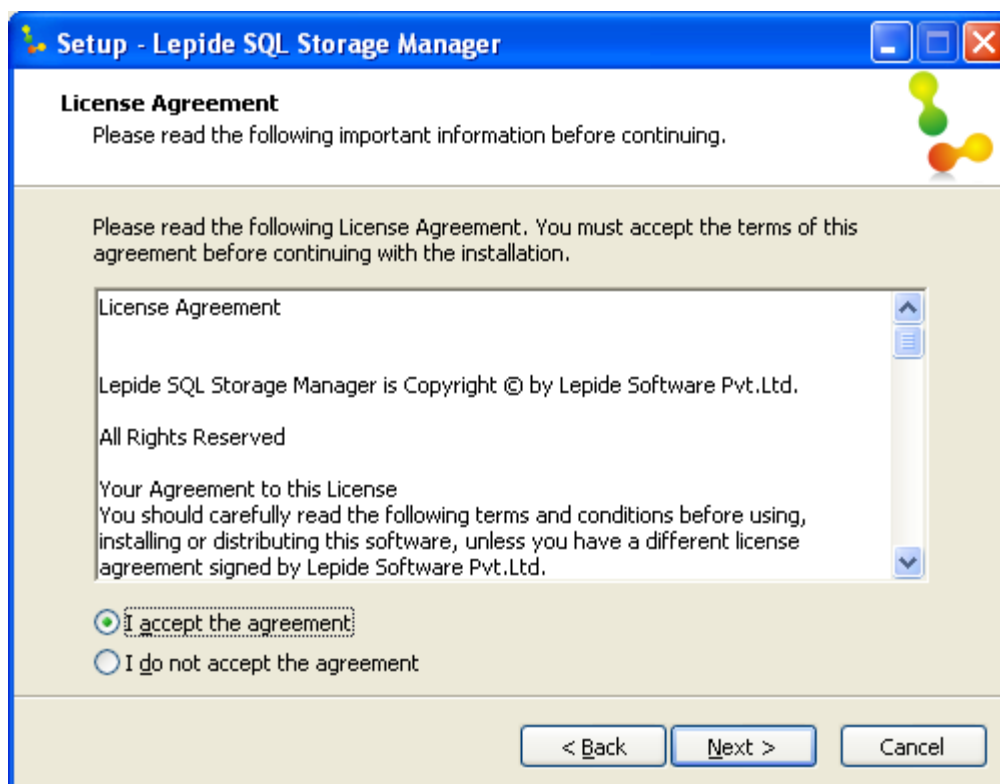 Setup - Lepide SQL Storage Manager
License Agreement
Please read the following important information before continuing.
Please read the following License Agreement. You must accept the terms of this
agreement before continuing with the installation.
License Agreement
Lepide SQL Storage Manager is Copyright © by Lepide Software Pvt.Ltd.
All Rights Reserved
Your Agreement to this License
You should carefully read the following terms and conditions before using,
installing or distributing this software, unless you have a different license
agreement signed by Lepide Software Pvt.Ltd.
I accept the agreement
I do not accept the agreement
< Back Next > Cancel